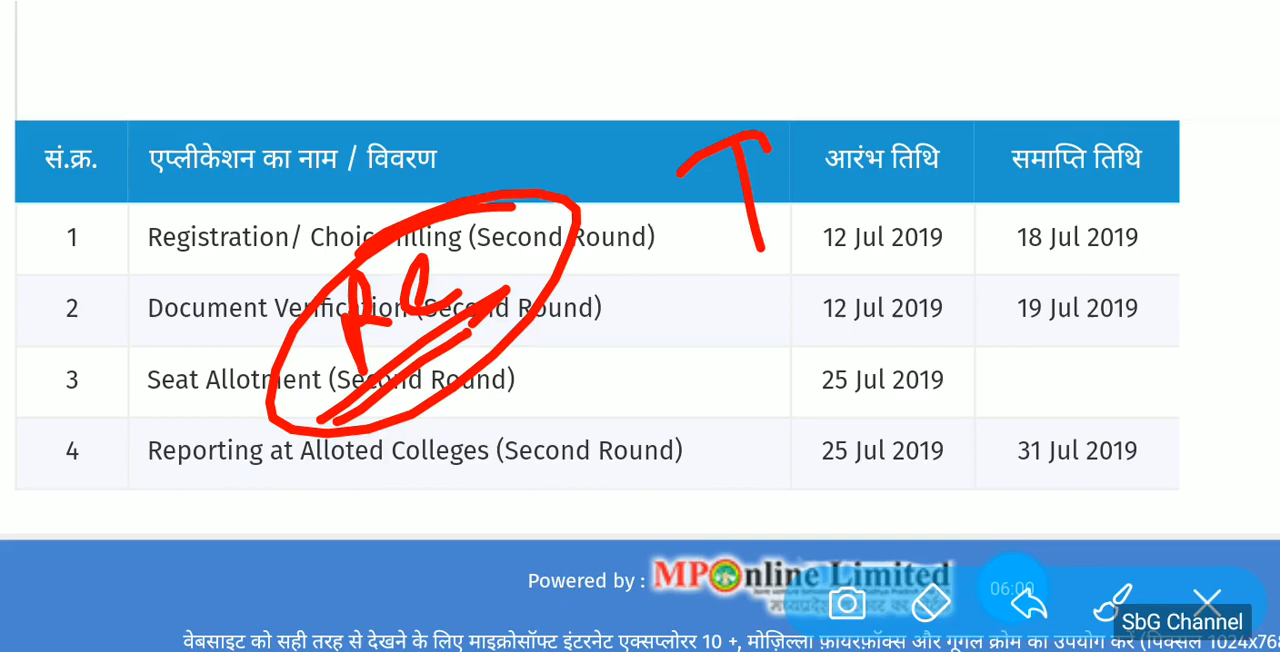 सं.क्र. एप्लीकेशन का नाम / विवरण आरंभ तिथि समाप्ति तिथि
1 Registration/ Choice Filling (Second Round) 12 Jul 2019 18 Jul 2019
2 Document Verification (Second Round) 12 Jul 2019 19 Jul 2019
3 Seat Allotment (Second Round) 25 Jul 2019
4 Reporting at Alloted Colleges (Second Round) 25 Jul 2019 31 Jul 2019
Re
Powered by : MPOnline Limited
06:00
SbG Channel
वेबसाइट को सही तरह से देखने के लिए माइक्रोसॉफ्ट इंटरनेट एक्सप्लोरर 10 +, मोज़िल्ला फ़ायरफ़ॉक्स और गूगल क्रोम का उपयोग करें (पिक्सल 1024x768